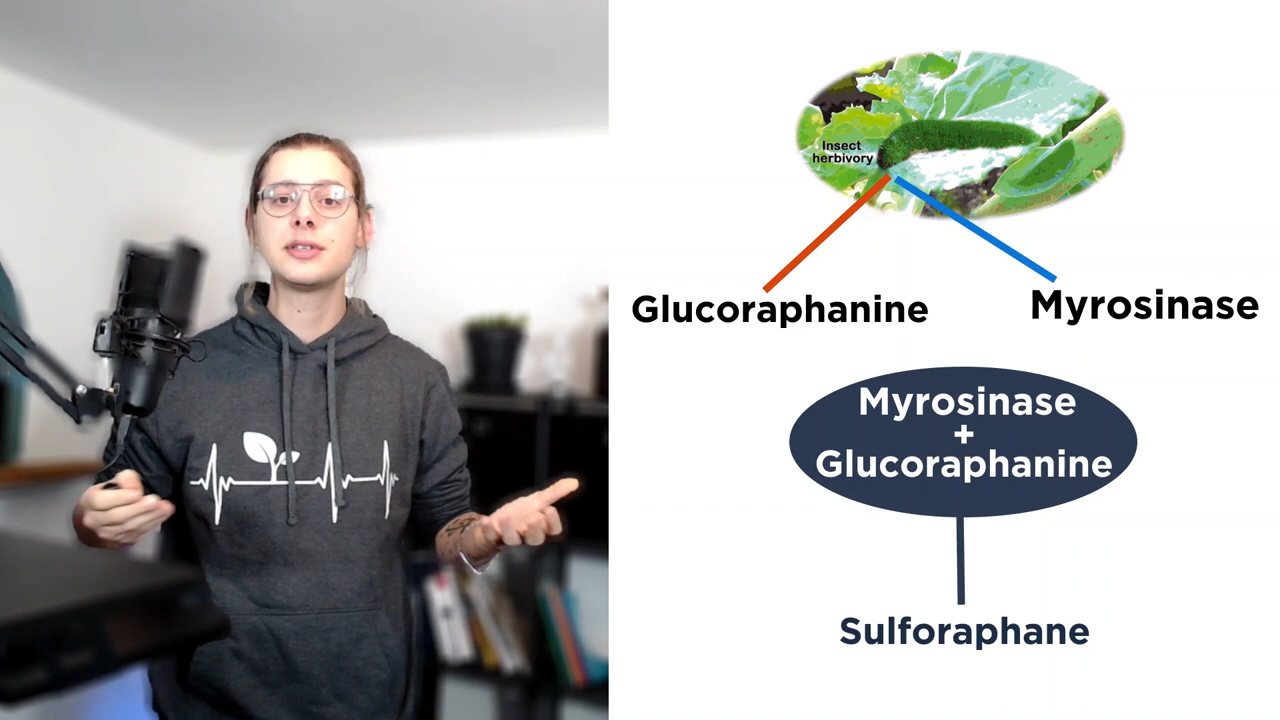 Insect
herbivory
Glucoraphanine
Myrosinase
Myrosinase
+
Glucoraphanine
Sulforaphane